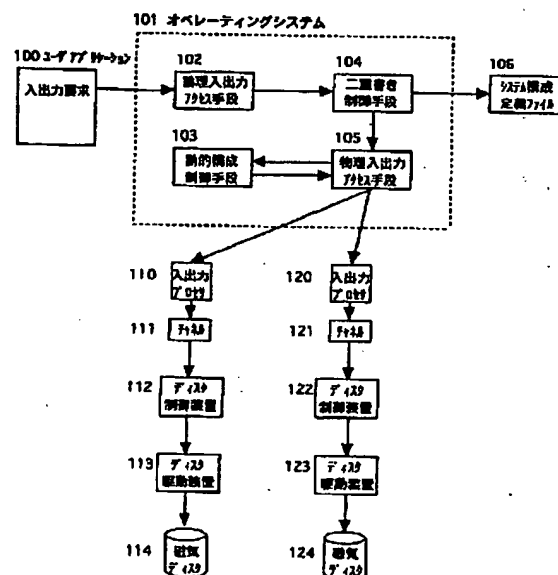 101 オペレーティングシステム
100 ユーザアプリケーション
入出力要求
102
論理入出力
アクセス手段
104
二重書き
制御手段
106
システム構成
定義ファイル
103
動的構成
制御手段
105
物理入出力
アクセス手段
110
入出力
プロセサ
120
入出力
プロセサ
111
チャネル
121
チャネル
112
ディスク
制御装置
122
ディスク
制御装置
113
ディスク
駆動装置
123
ディスク
駆動装置
114
磁気
ディスク
124
磁気
ディスク